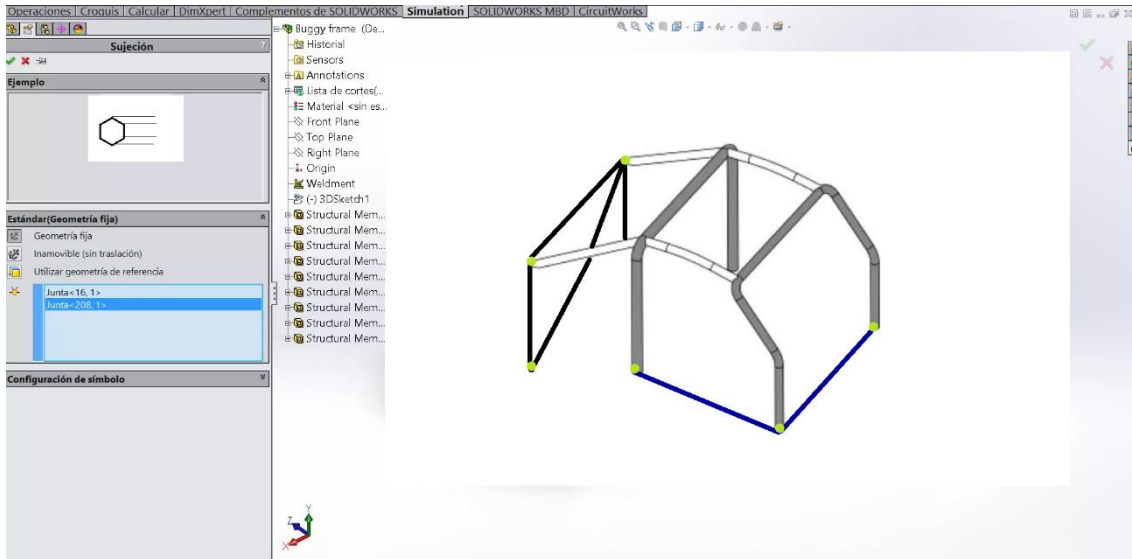 Operaciones Croquis Calcular DimXpert Complementos de SOLIDWORKS Simulation SOLIDWORKS MBD CircuitWorks
Sujeción ?
Ejemplo
Estándar(Geometría fija)
Geometría fija
Inamovible (sin traslación)
Utilizar geometría de referencia
Junta<16, 1>
Junta<208, 1>
Configuración de símbolo
Buggy frame (De...
Historial
Sensors
Annotations
Lista de cortes(...
Material <sin es...
Front Plane
Top Plane
Right Plane
Origin
Weldment
(-) 3DSketch1
Structural Mem...
Structural Mem...
Structural Mem...
Structural Mem...
Structural Mem...
Structural Mem...
Structural Mem...
Structural Mem...
Structural Mem...
Y
Z
X